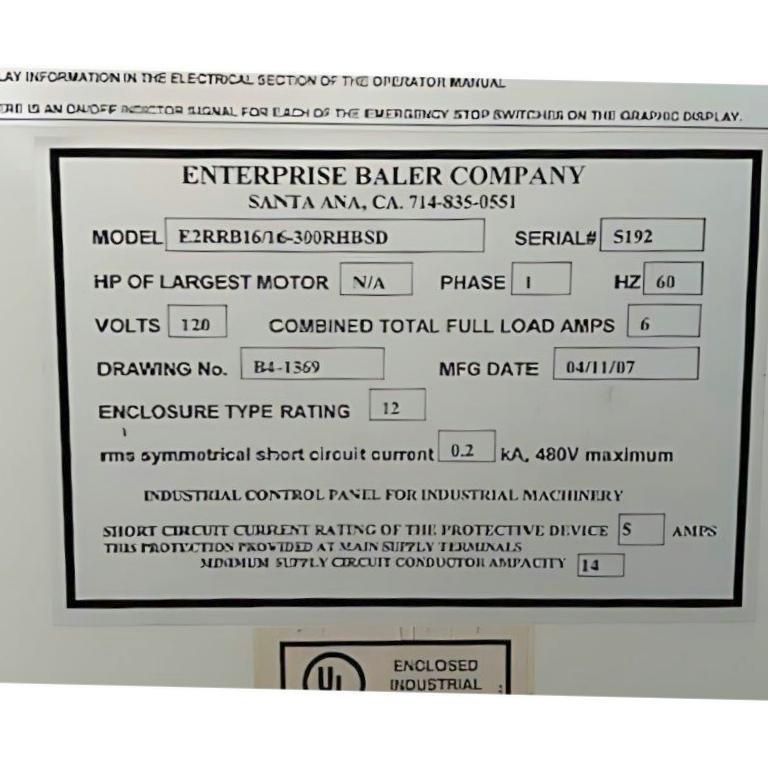 LAY INFORMATION IN THE ELECTRICAL SECTION OF THE OPERATOR MANUAL
IS AN ON/OFF INDICTOR SIGNAL FOR EACH OF THE EMERGENCY STOP SWITCHES ON THE GRAPHIC DISPLAY.
ENTERPRISE BALER COMPANY
SANTA ANA, CA. 714-835-0551
MODEL E2RRB16/16-300RHBSD SERIAL# 5192
HP OF LARGEST MOTOR N/A PHASE 1 HZ 60
VOLTS 120 COMBINED TOTAL FULL LOAD AMPS 6
DRAWING No. B4-1369 MFG DATE 04/11/07
ENCLOSURE TYPE RATING 12
rms symmetrical short circuit current 0.2 kA, 480V maximum
INDUSTRIAL CONTROL PANEL FOR INDUSTRIAL MACHINERY
SHORT CIRCUIT CURRENT RATING OF THE PROTECTIVE DEVICE 5 AMPS
THIS PROTECTION PROVIDED AT MAIN SUPPLY TERMINALS
MINIMUM SUPPLY CIRCUIT CONDUCTOR AMPACITY 14
UL ENCLOSED
INDUSTRIAL